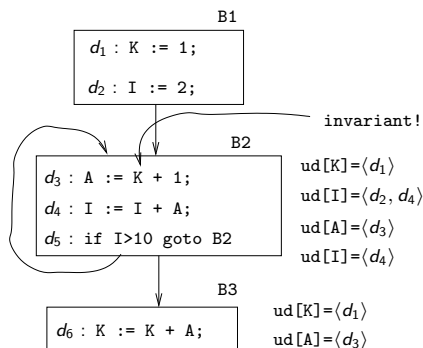 B1
d₁ : K := 1;
d₂ : I := 2;
invariant!
B2
d₃ : A := K + 1;
d₄ : I := I + A;
d₅ : if I>10 goto B2
ud[K]=⟨d₁⟩
ud[I]=⟨d₂, d₄⟩
ud[A]=⟨d₃⟩
ud[I]=⟨d₄⟩
B3
d₆ : K := K + A;
ud[K]=⟨d₁⟩
ud[A]=⟨d₃⟩